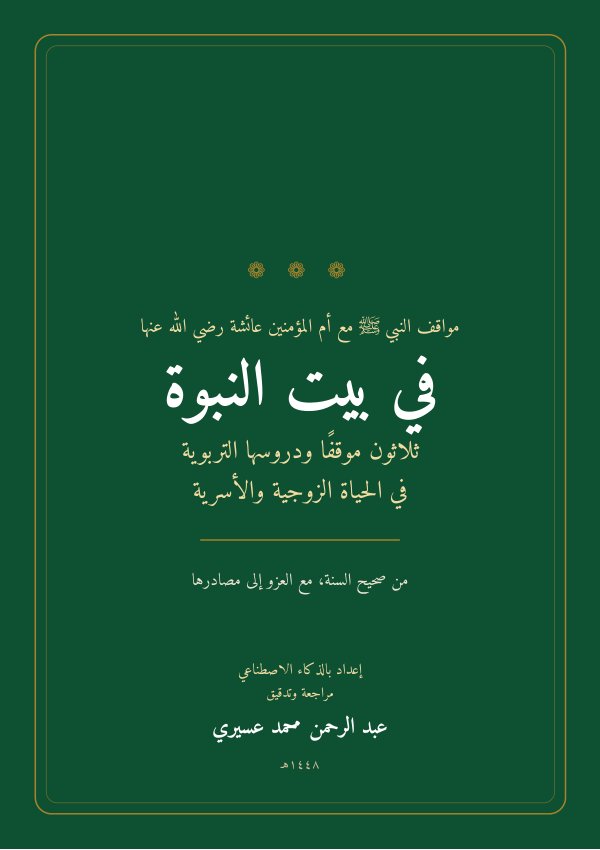 مواقف النبي ﷺ مع أم المؤمنين عائشة رضي الله عنها
في بيت النبوة
ثلاثون موقفًا ودروسها التربوية
في الحياة الزوجية والأسرية
من صحيح السنة، مع العزو إلى مصادرها
إعداد بالذكاء الاصطناعي
مراجعة وتدقيق
عبد الرحمن محمد عسيري
١٤٤٨هـ